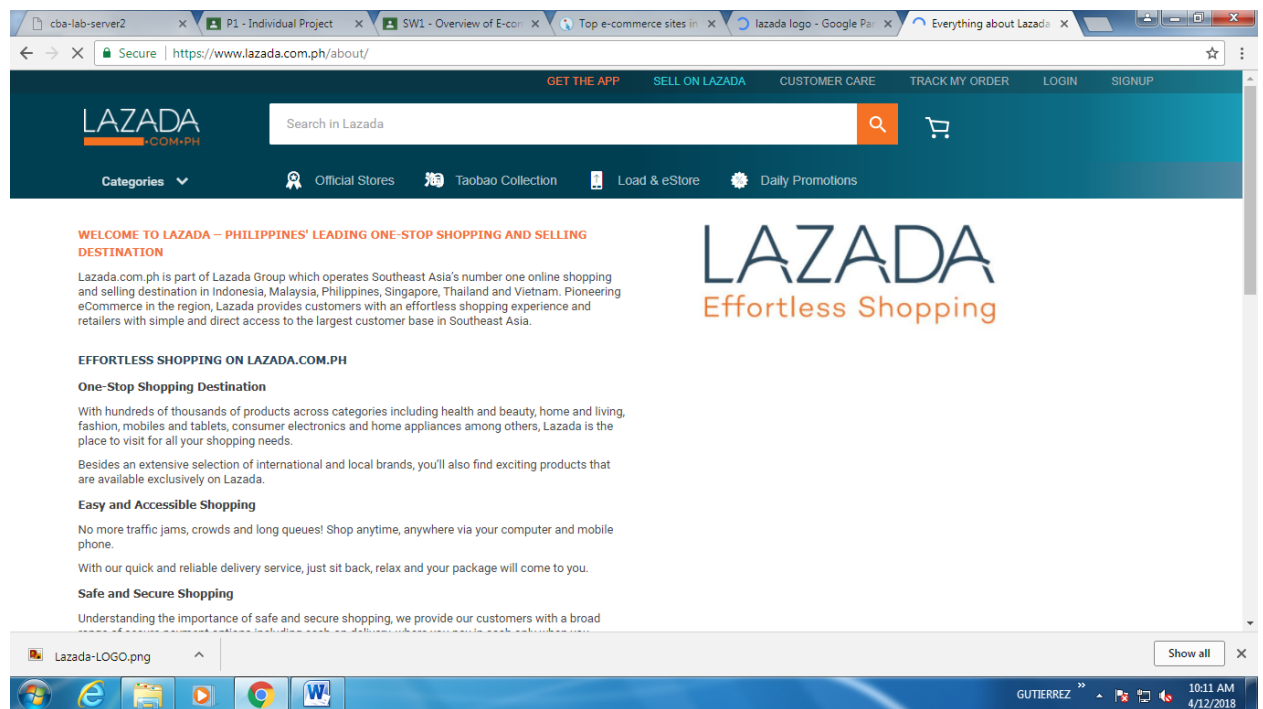 cba-lab-server2
P1 - Individual Project
SW1 - Overview of E-con
Top e-commerce sites in
lazada logo - Google Pa
Everything about Lazada
Secure | https://www.lazada.com.ph/about/
GET THE APP SELL ON LAZADA CUSTOMER CARE TRACK MY ORDER LOGIN SIGNUP
LAZADA
•COM•PH
Search in Lazada
Categories Official Stores Taobao Collection Load & eStore Daily Promotions
WELCOME TO LAZADA – PHILIPPINES' LEADING ONE-STOP SHOPPING AND SELLING
DESTINATION
Lazada.com.ph is part of Lazada Group which operates Southeast Asia's number one online shopping
and selling destination in Indonesia, Malaysia, Philippines, Singapore, Thailand and Vietnam. Pioneering
eCommerce in the region, Lazada provides customers with an effortless shopping experience and
retailers with simple and direct access to the largest customer base in Southeast Asia.
LAZADA
Effortless Shopping
EFFORTLESS SHOPPING ON LAZADA.COM.PH
One-Stop Shopping Destination
With hundreds of thousands of products across categories including health and beauty, home and living,
fashion, mobiles and tablets, consumer electronics and home appliances among others, Lazada is the
place to visit for all your shopping needs.
Besides an extensive selection of international and local brands, you'll also find exciting products that
are available exclusively on Lazada.
Easy and Accessible Shopping
No more traffic jams, crowds and long queues! Shop anytime, anywhere via your computer and mobile
phone.
With our quick and reliable delivery service, just sit back, relax and your package will come to you.
Safe and Secure Shopping
Understanding the importance of safe and secure shopping, we provide our customers with a broad
Lazada-LOGO.png
Show all
GUTIERREZ
10:11 AM
4/12/2018